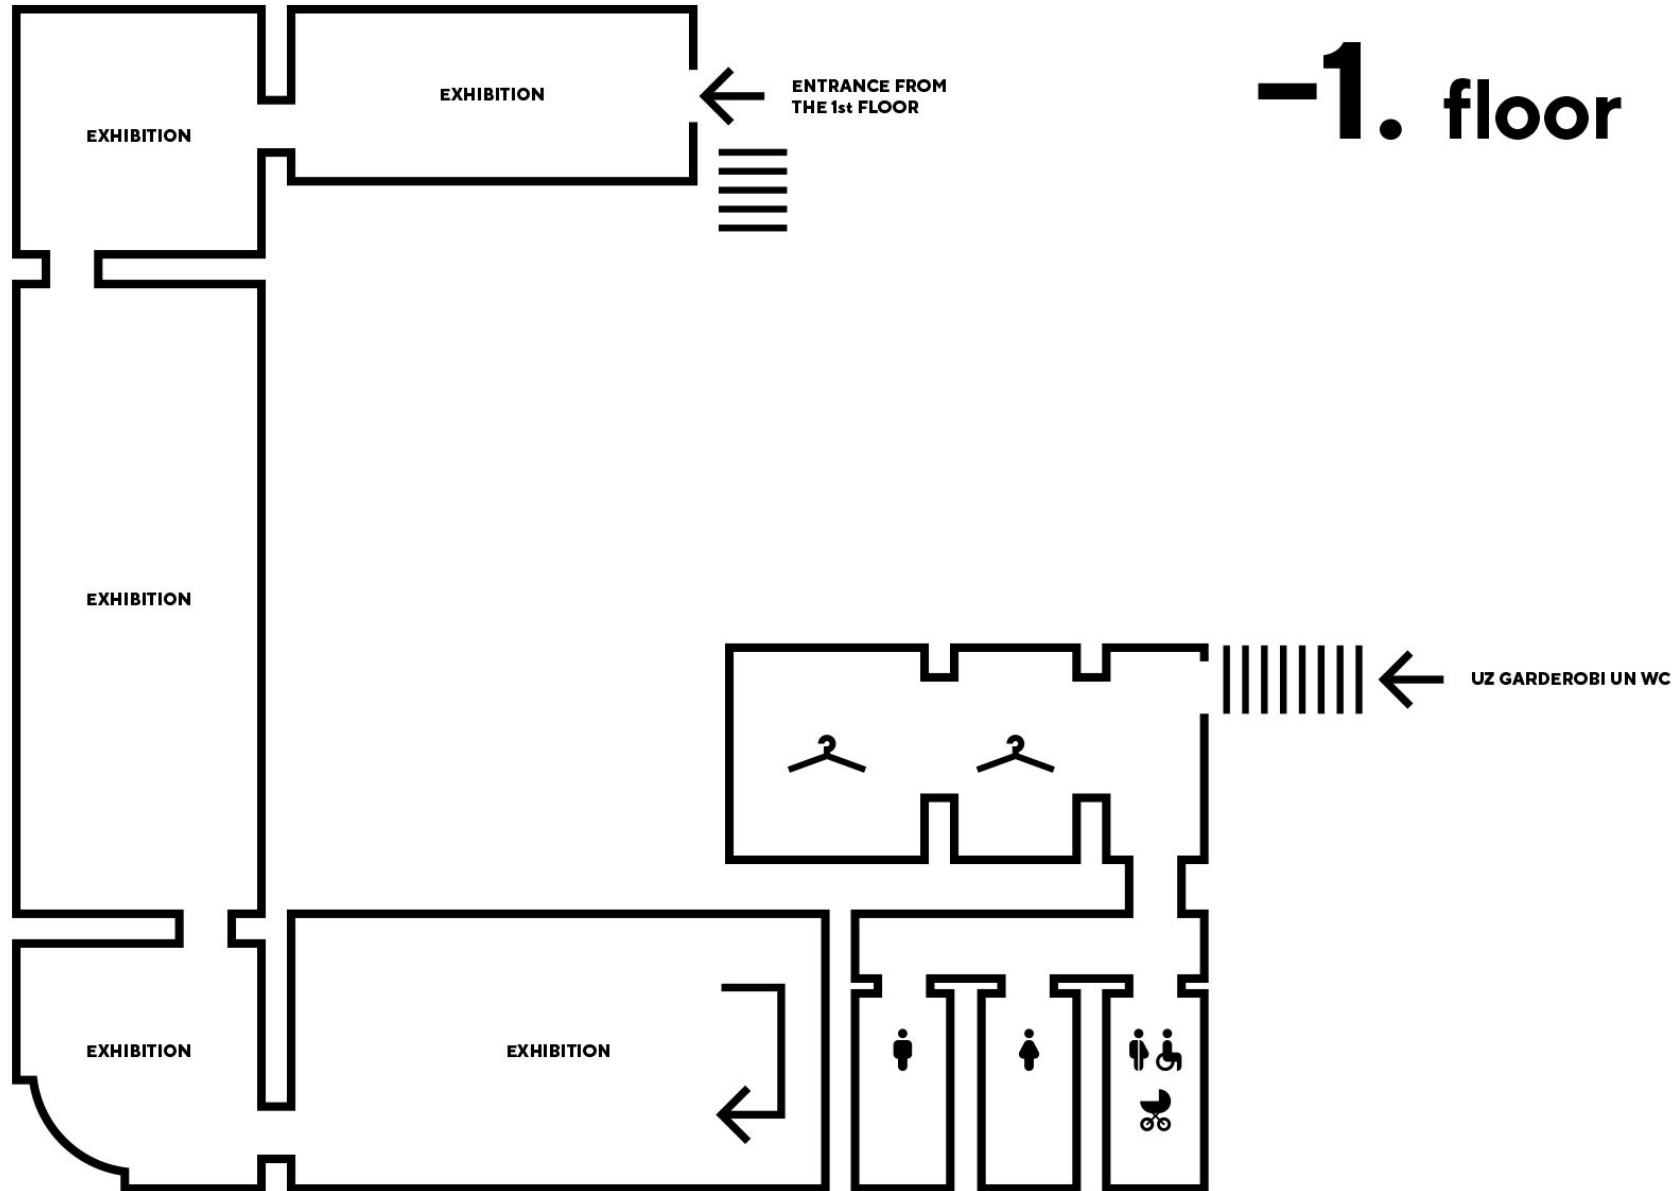 -1. floor
EXHIBITION
ENTRANCE FROM
THE 1st FLOOR
EXHIBITION
EXHIBITION
UZ GARDEROBI UN WC
EXHIBITION
EXHIBITION